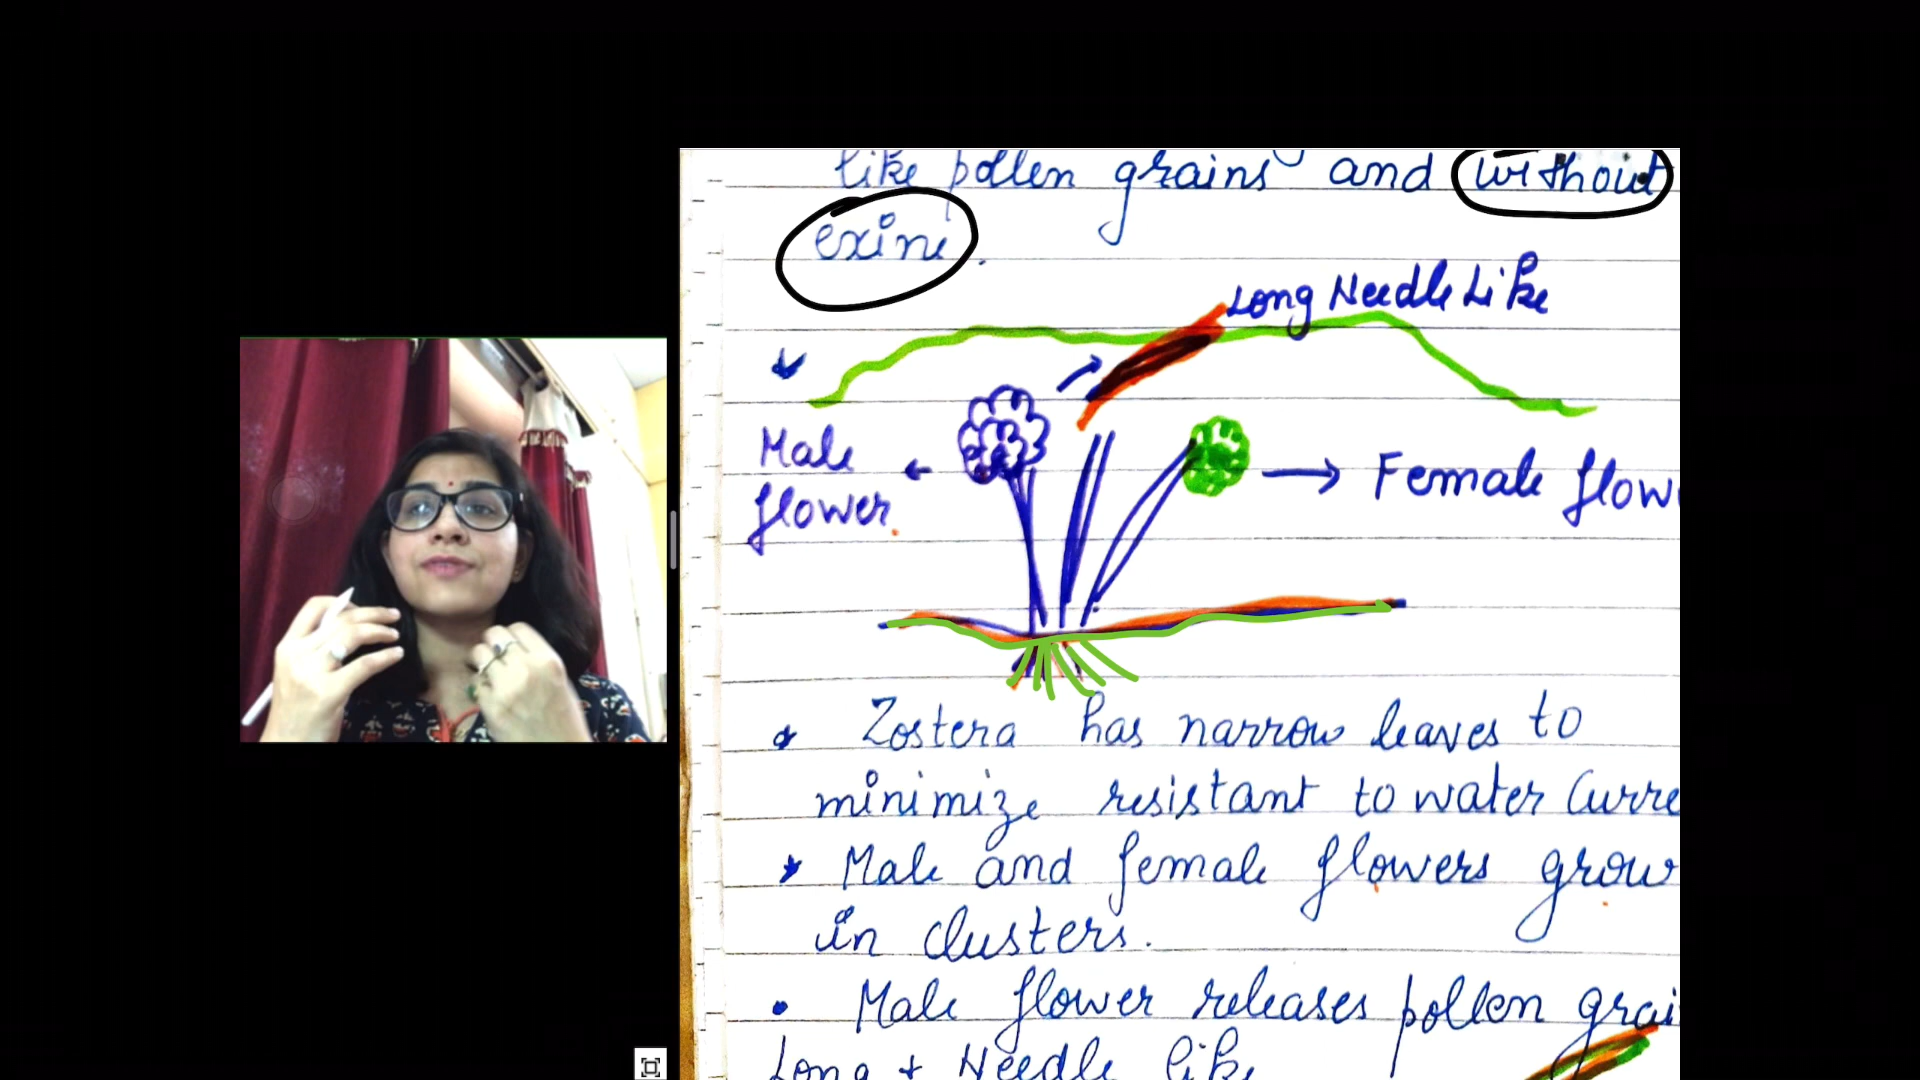 like pollen grains and without
exine.
Long Needle Like
Male
flower
Female flow
Zostera has narrow leaves to
minimize resistant to water Curre
Male and female flowers grow
in clusters.
Male flower releases pollen grai
Long + Needle like